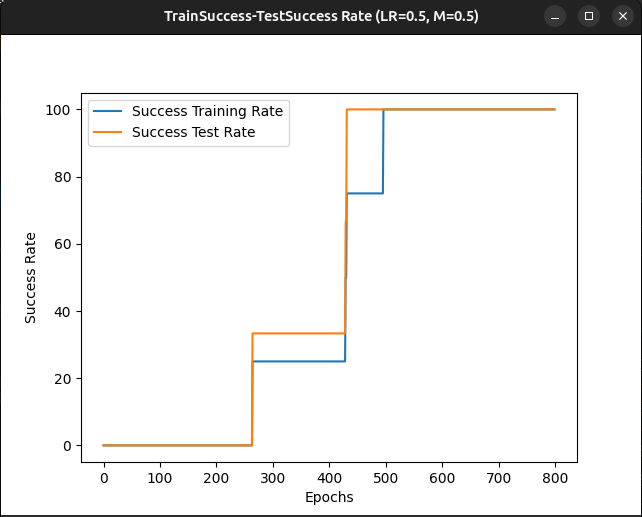 TrainSuccess-TestSuccess Rate (LR=0.5, M=0.5)
Success Training Rate
Success Test Rate
100
80
60
40
20
0
Success Rate
0 100 200 300 400 500 600 700 800
Epochs